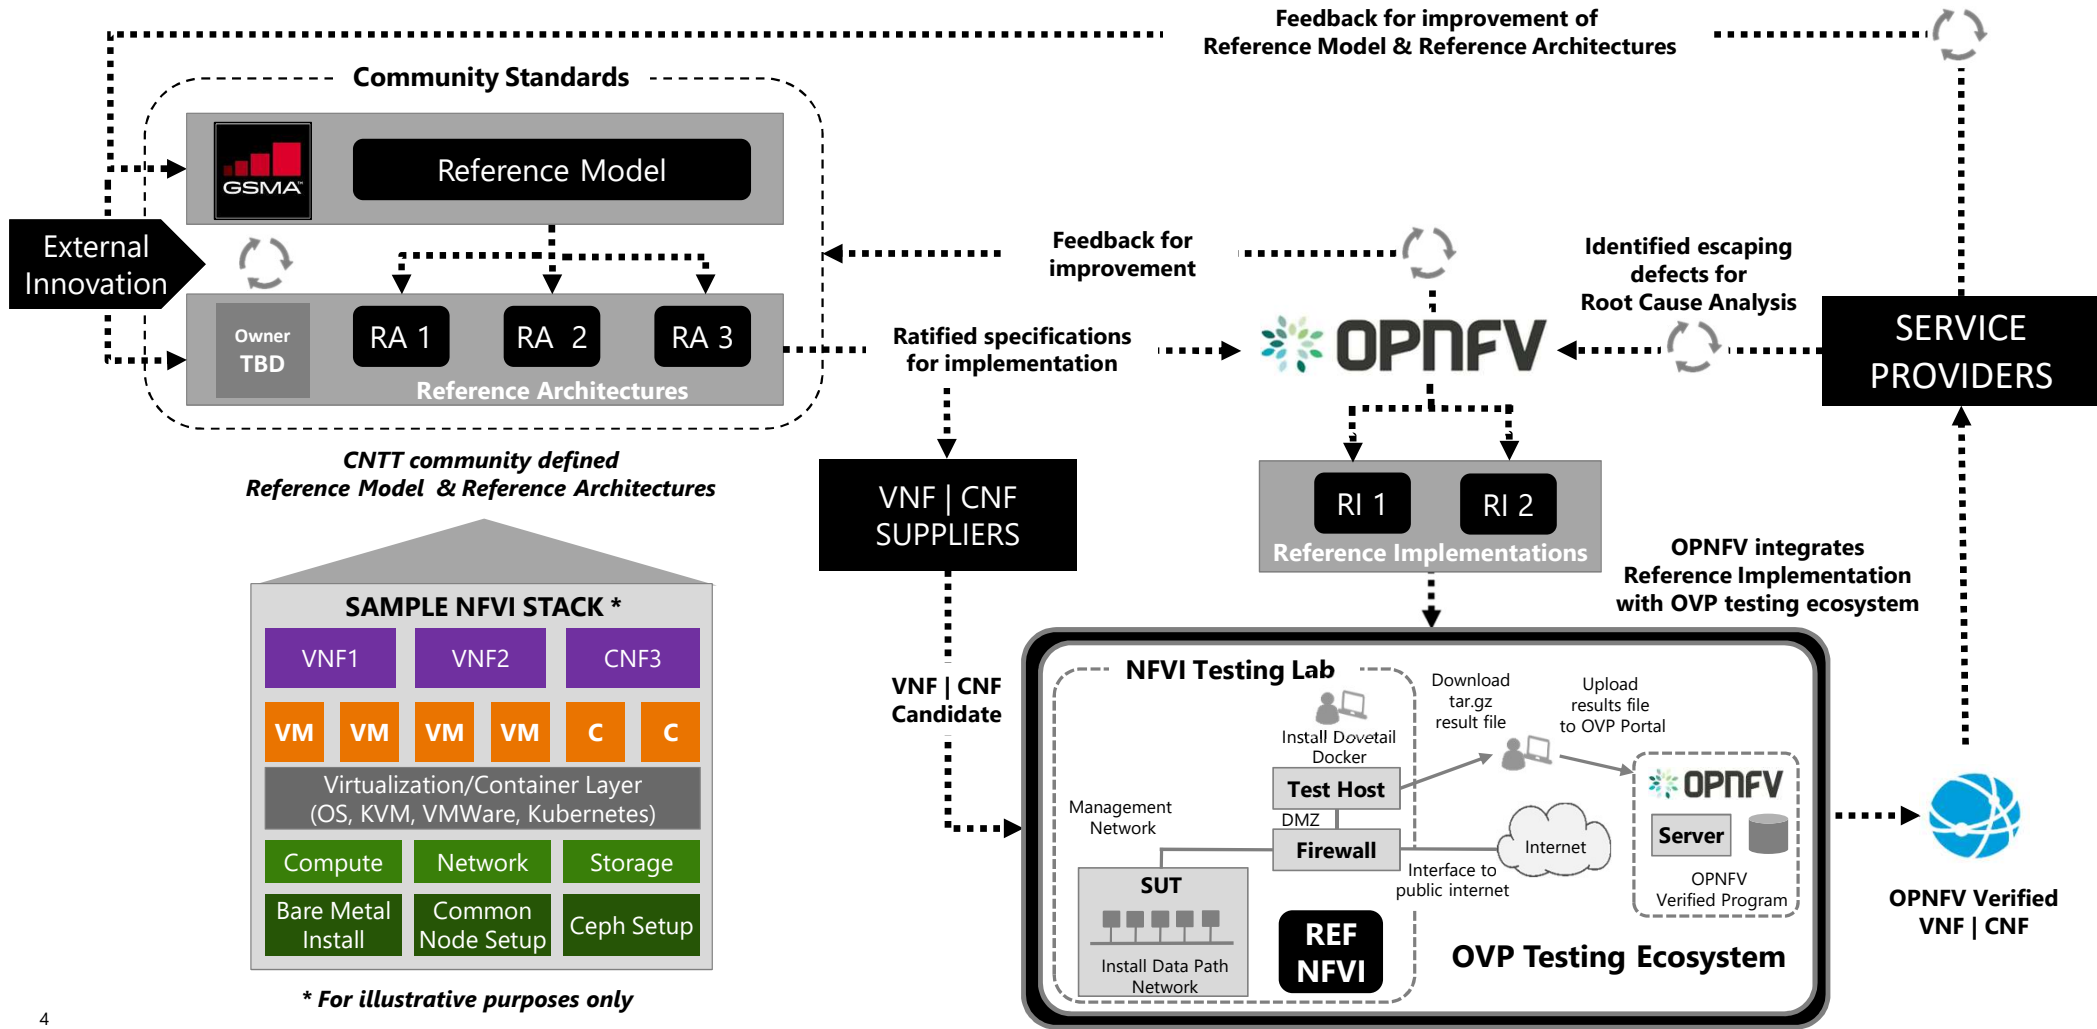 Feedback for improvement of
Reference Model & Reference Architectures
Community Standards
GSMA™
Reference Model
External
Innovation
Owner
TBD
RA 1
RA 2
RA 3
Reference Architectures
Feedback for
improvement
Identified escaping
defects for
Root Cause Analysis
Ratified specifications
for implementation
OPNFV
SERVICE
PROVIDERS
CNTT community defined
Reference Model & Reference Architectures
VNF | CNF
SUPPLIERS
RI 1
RI 2
Reference Implementations
OPNFV integrates
Reference Implementation
with OVP testing ecosystem
SAMPLE NFVI STACK *
VNF1
VNF2
CNF3
VM
VM
VM
VM
C
C
Virtualization/Container Layer
(OS, KVM, VMWare, Kubernetes)
Compute
Network
Storage
Bare Metal
Install
Common
Node Setup
Ceph Setup
* For illustrative purposes only
VNF | CNF
Candidate
NFVI Testing Lab
Install Dovetail
Docker
Test Host
DMZ
Firewall
Management
Network
SUT
Install Data Path
Network
REF
NFVI
Download
tar.gz
result file
Upload
results file
to OVP Portal
Internet
Interface to
public internet
OPNFV
Server
OPNFV
Verified Program
OVP Testing Ecosystem
OPNFV Verified
VNF | CNF
4